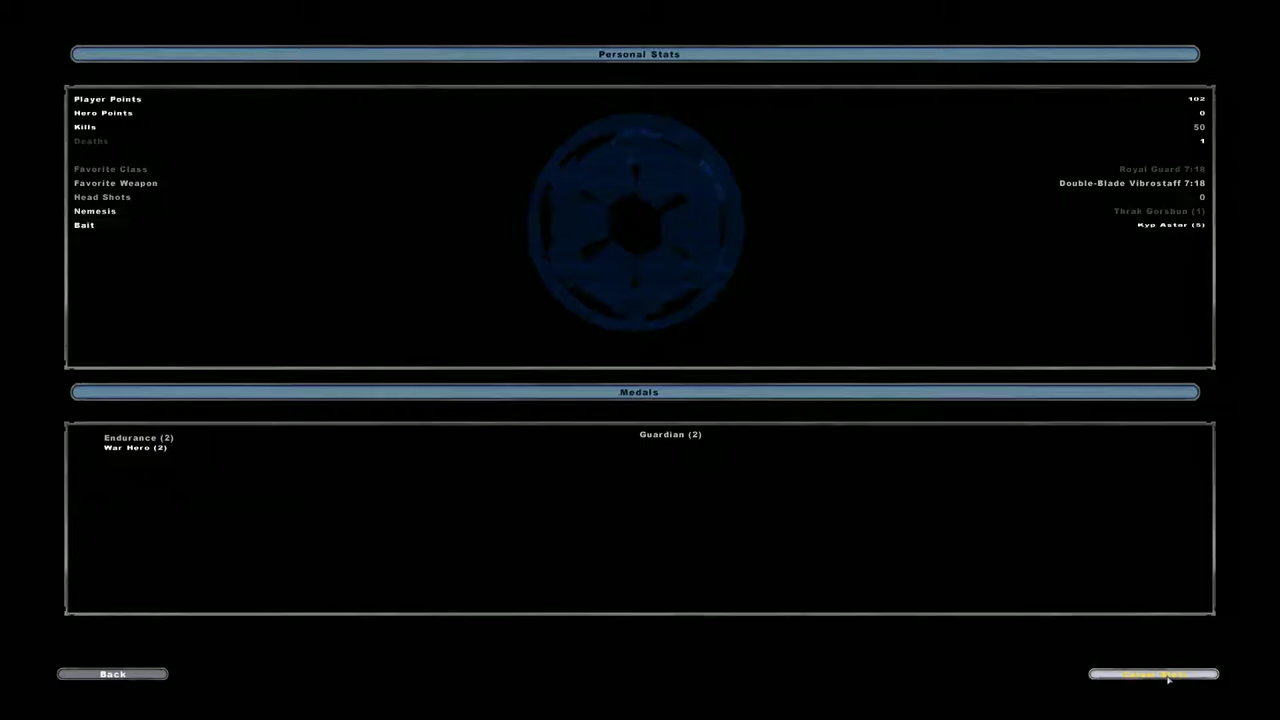 Personal Stats
Player Points 102
Hero Points 0
Kills 50
Deaths 1
Favorite Class Royal Guard 7:18
Favorite Weapon Double-Blade Vibrostaff 7:18
Head Shots 0
Nemesis Thrak Gorshun (1)
Bait Kyp Astar (5)
Medals
Endurance (2) Guardian (2)
War Hero (2)
Back